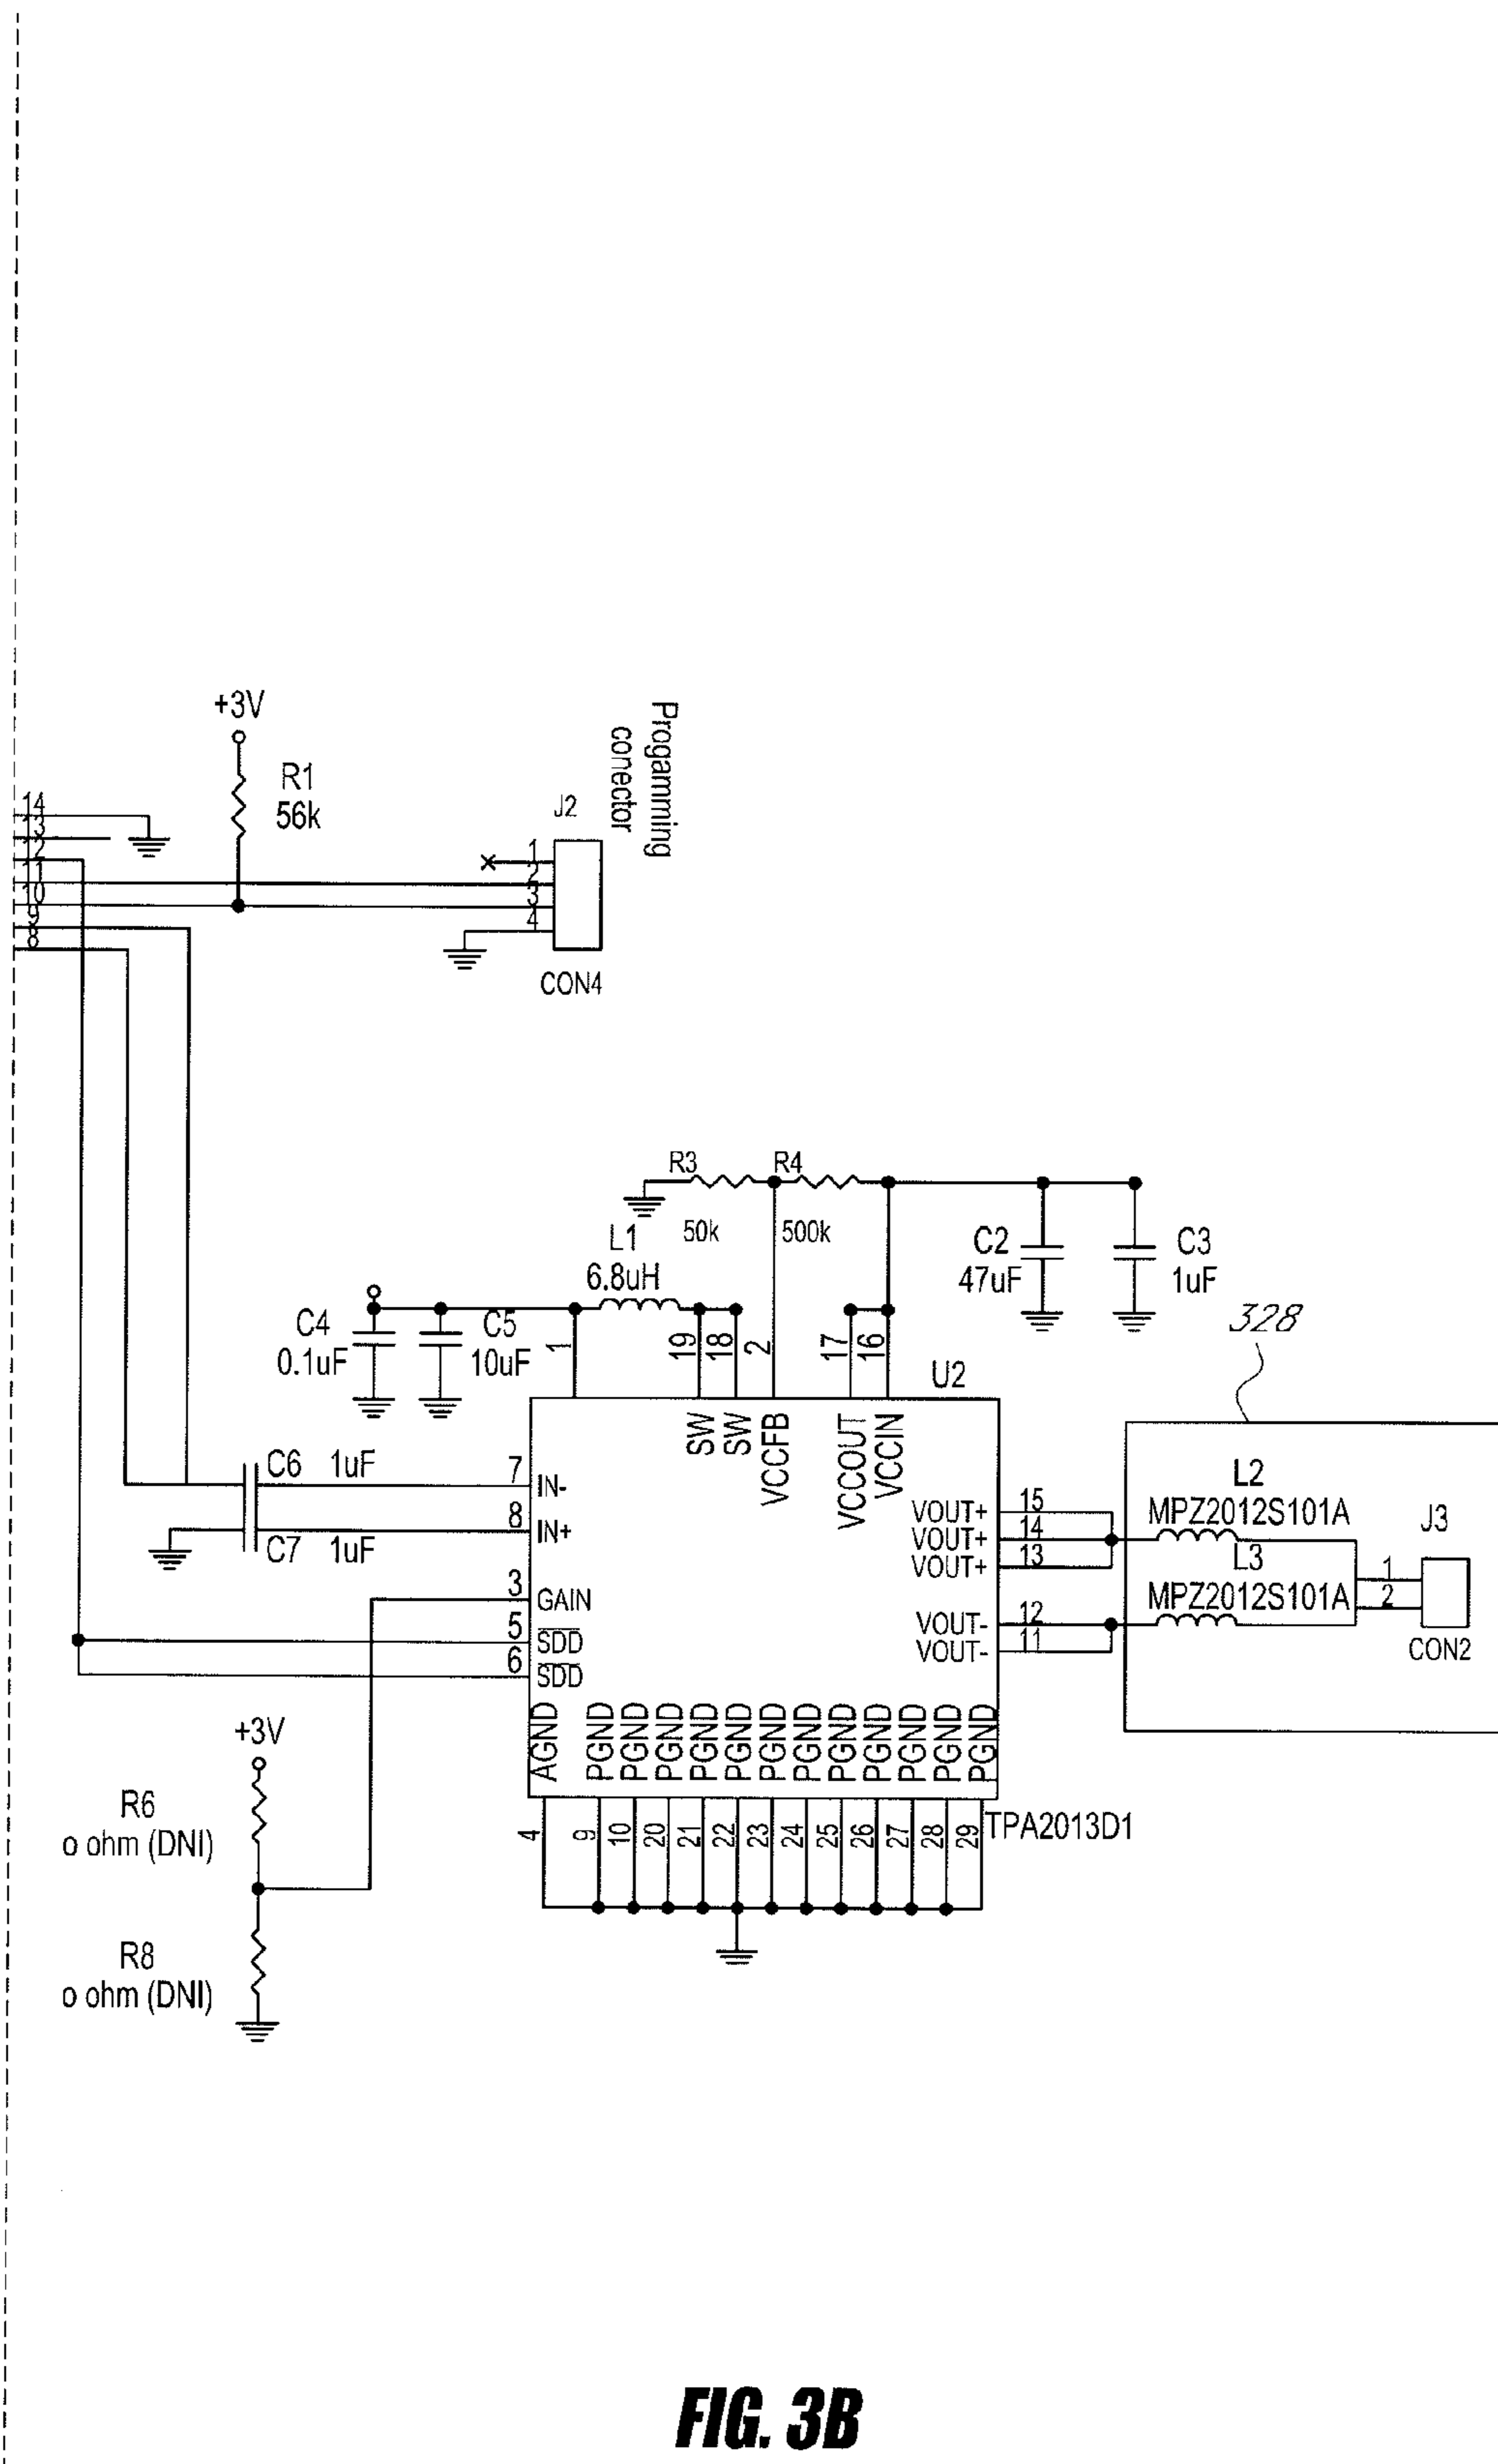 +3V
R1
56k
Progamming
conector
J2
14
13
12
11
10
9
8
1
2
3
4
CON4
R3
R4
50k
500k
L1
6.8uH
C2
47uF
C3
1uF
C4
0.1uF
C5
10uF
1
19
18
2
17
16
U2
328
SW
SW
VCCFB
VCCOUT
VCCIN
C6 1uF
7
IN-
8
IN+
C7 1uF
3
GAIN
5
SDD
6
SDD
VOUT+
15
VOUT+
14
VOUT+
13
VOUT-
12
VOUT-
11
L2
MPZ2012S101A
L3
MPZ2012S101A
J3
1
2
CON2
AGND
PGND
PGND
PGND
PGND
PGND
PGND
PGND
PGND
PGND
PGND
PGND
PGND
TPA2013D1
4
9
10
20
21
22
23
24
25
26
27
28
29
+3V
R6
o ohm (DNI)
R8
o ohm (DNI)
FIG. 3B